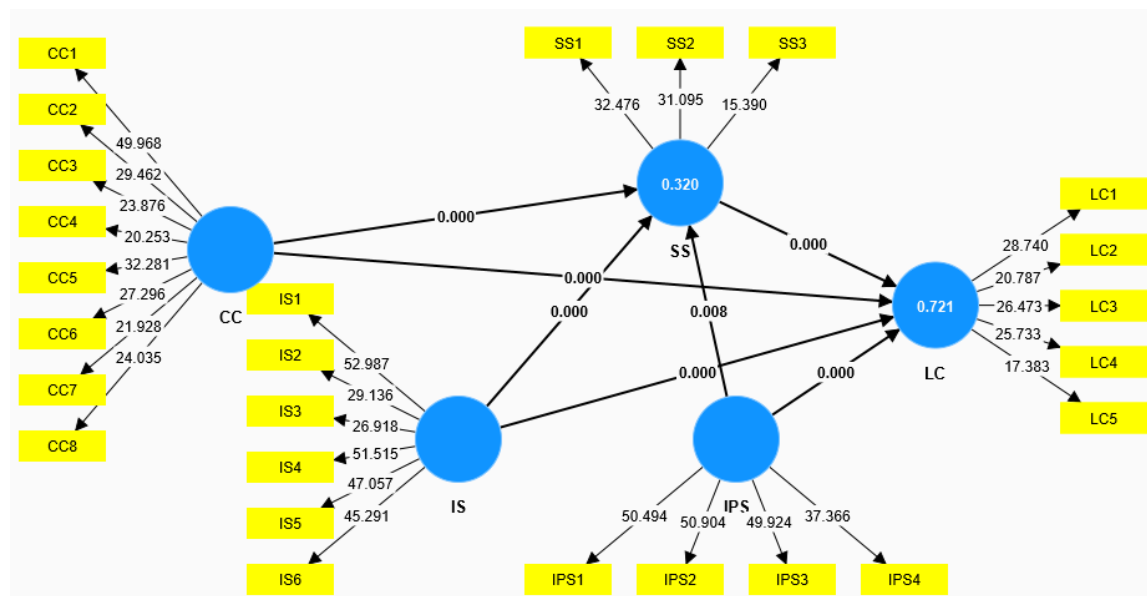 CC1
CC2
CC3
CC4
CC5
CC6
CC7
CC8
49.968
29.462
23.876
20.253
32.281
27.296
21.928
24.035
CC
SS1
SS2
SS3
32.476
31.095
15.390
0.320
SS
0.000
0.000
0.000
0.000
0.008
0.000
0.000
IS1
IS2
IS3
IS4
IS5
IS6
52.987
29.136
26.918
51.515
47.057
45.291
IS
IPS
50.494
50.904
49.924
37.366
IPS1
IPS2
IPS3
IPS4
0.721
LC
28.740
20.787
26.473
25.733
17.383
LC1
LC2
LC3
LC4
LC5